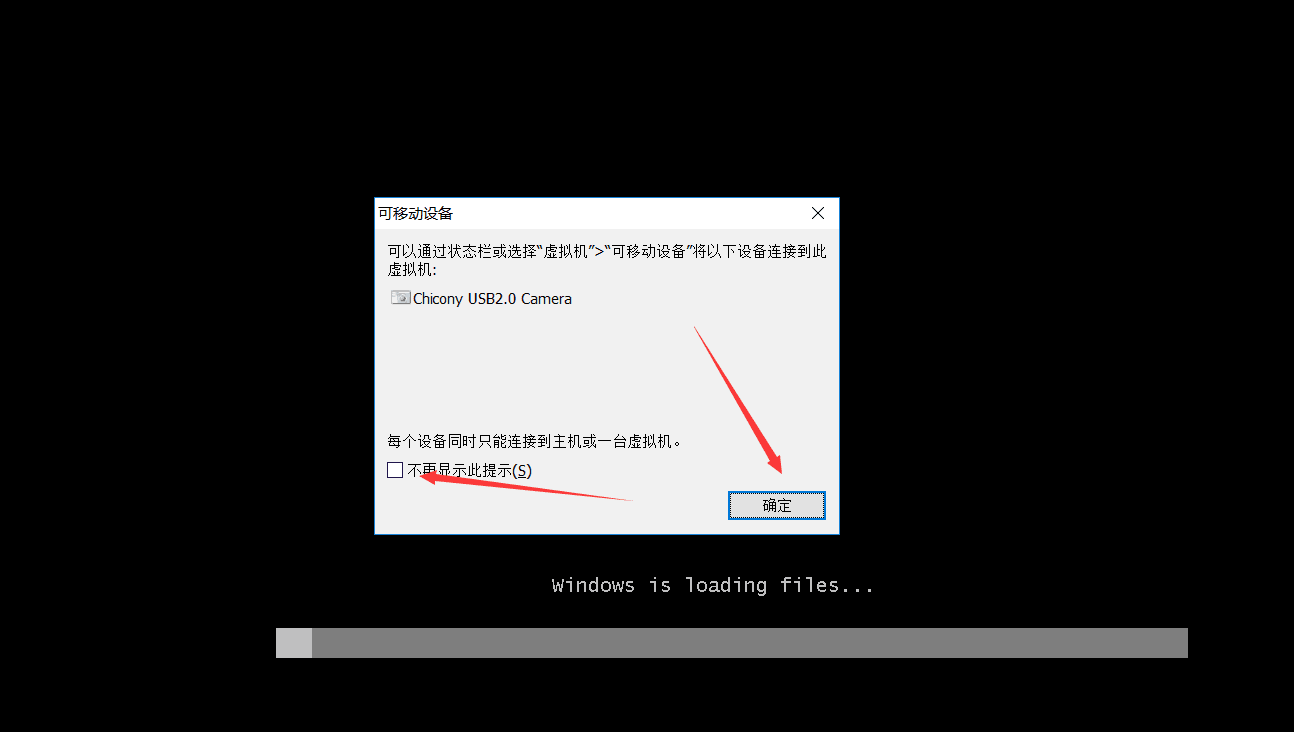 可移动设备
可以通过状态栏或选择“虚拟机”>“可移动设备”将以下设备连接到此
虚拟机:
Chicony USB2.0 Camera
每个设备同时只能连接到主机或一台虚拟机。
不再显示此提示(S)
确定
Windows is loading files...